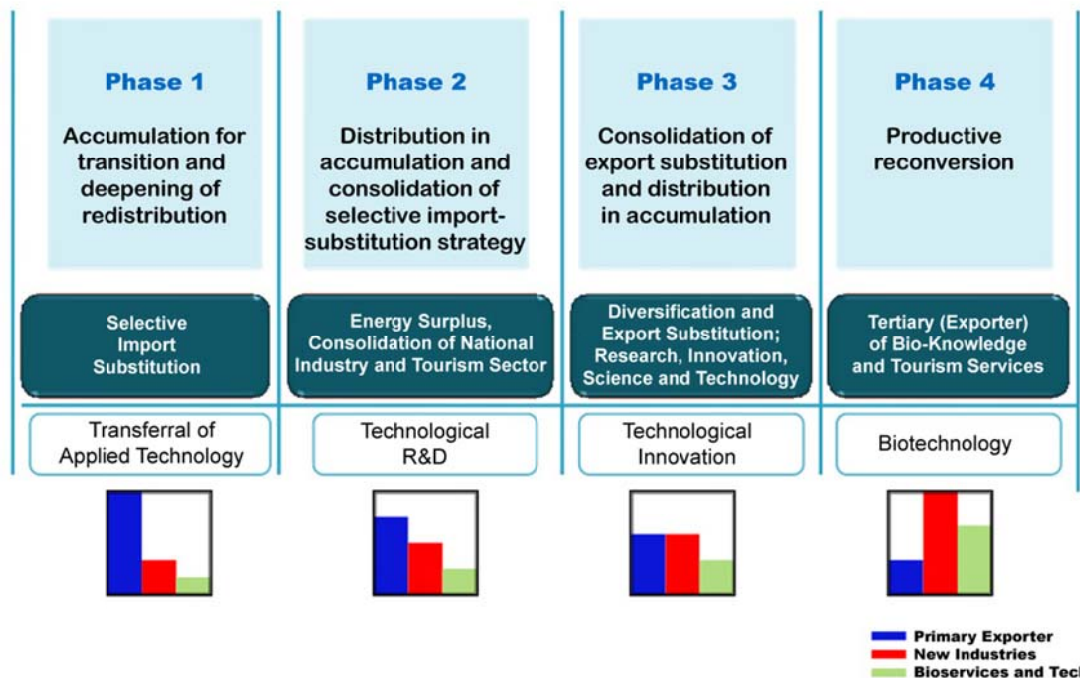 Phase 1
Accumulation for
transition and
deepening of
redistribution
Phase 2
Distribution in
accumulation and
consolidation of
selective import-
substitution strategy
Phase 3
Consolidation of
export substitution
and distribution
in accumulation
Phase 4
Productive
reconversion
Selective
Import
Substitution
Energy Surplus,
Consolidation of National
Industry and Tourism Sector
Diversification and
Export Substitution;
Research, Innovation,
Science and Technology
Tertiary (Exporter)
of Bio-Knowledge
and Tourism Services
Transferral of
Applied Technology
Technological
R&D
Technological
Innovation
Biotechnology
Primary Exporter
New Industries
Bioservices and Tech